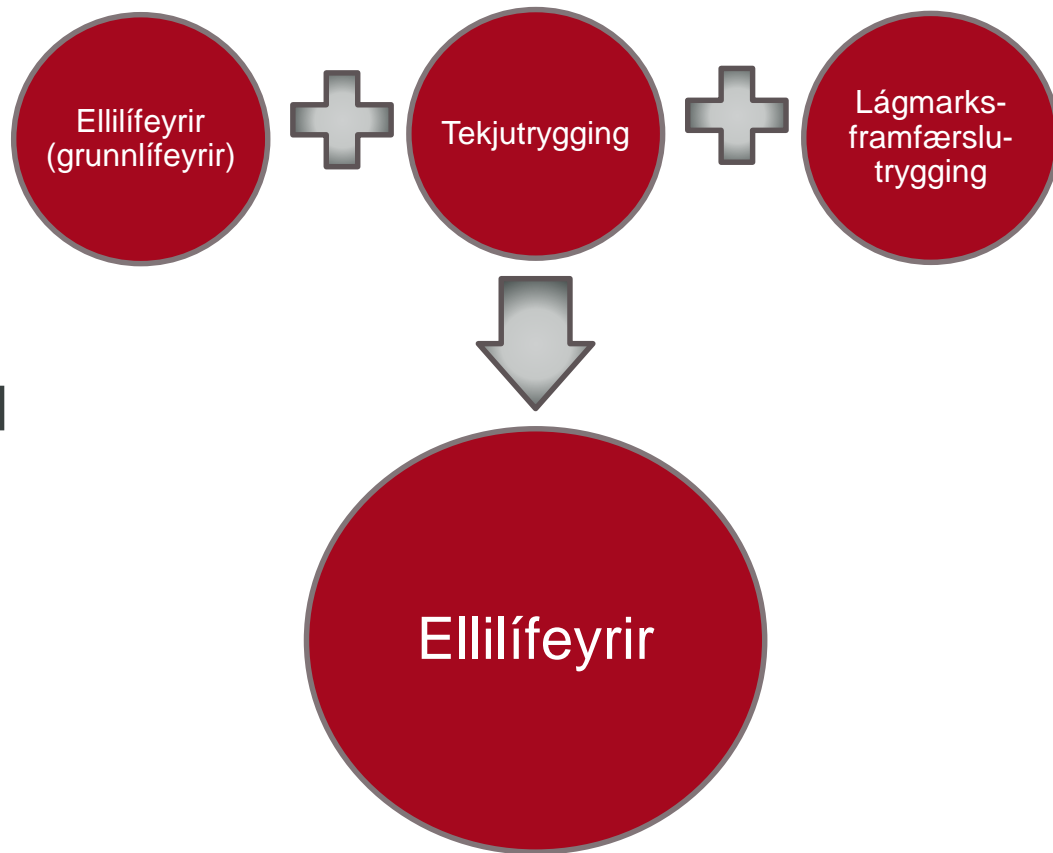 Ellilífeyrir
(grunnlífeyrir)
Tekjutrygging
Lágmarks-
framfærslu-
trygging
Ellilífeyrir